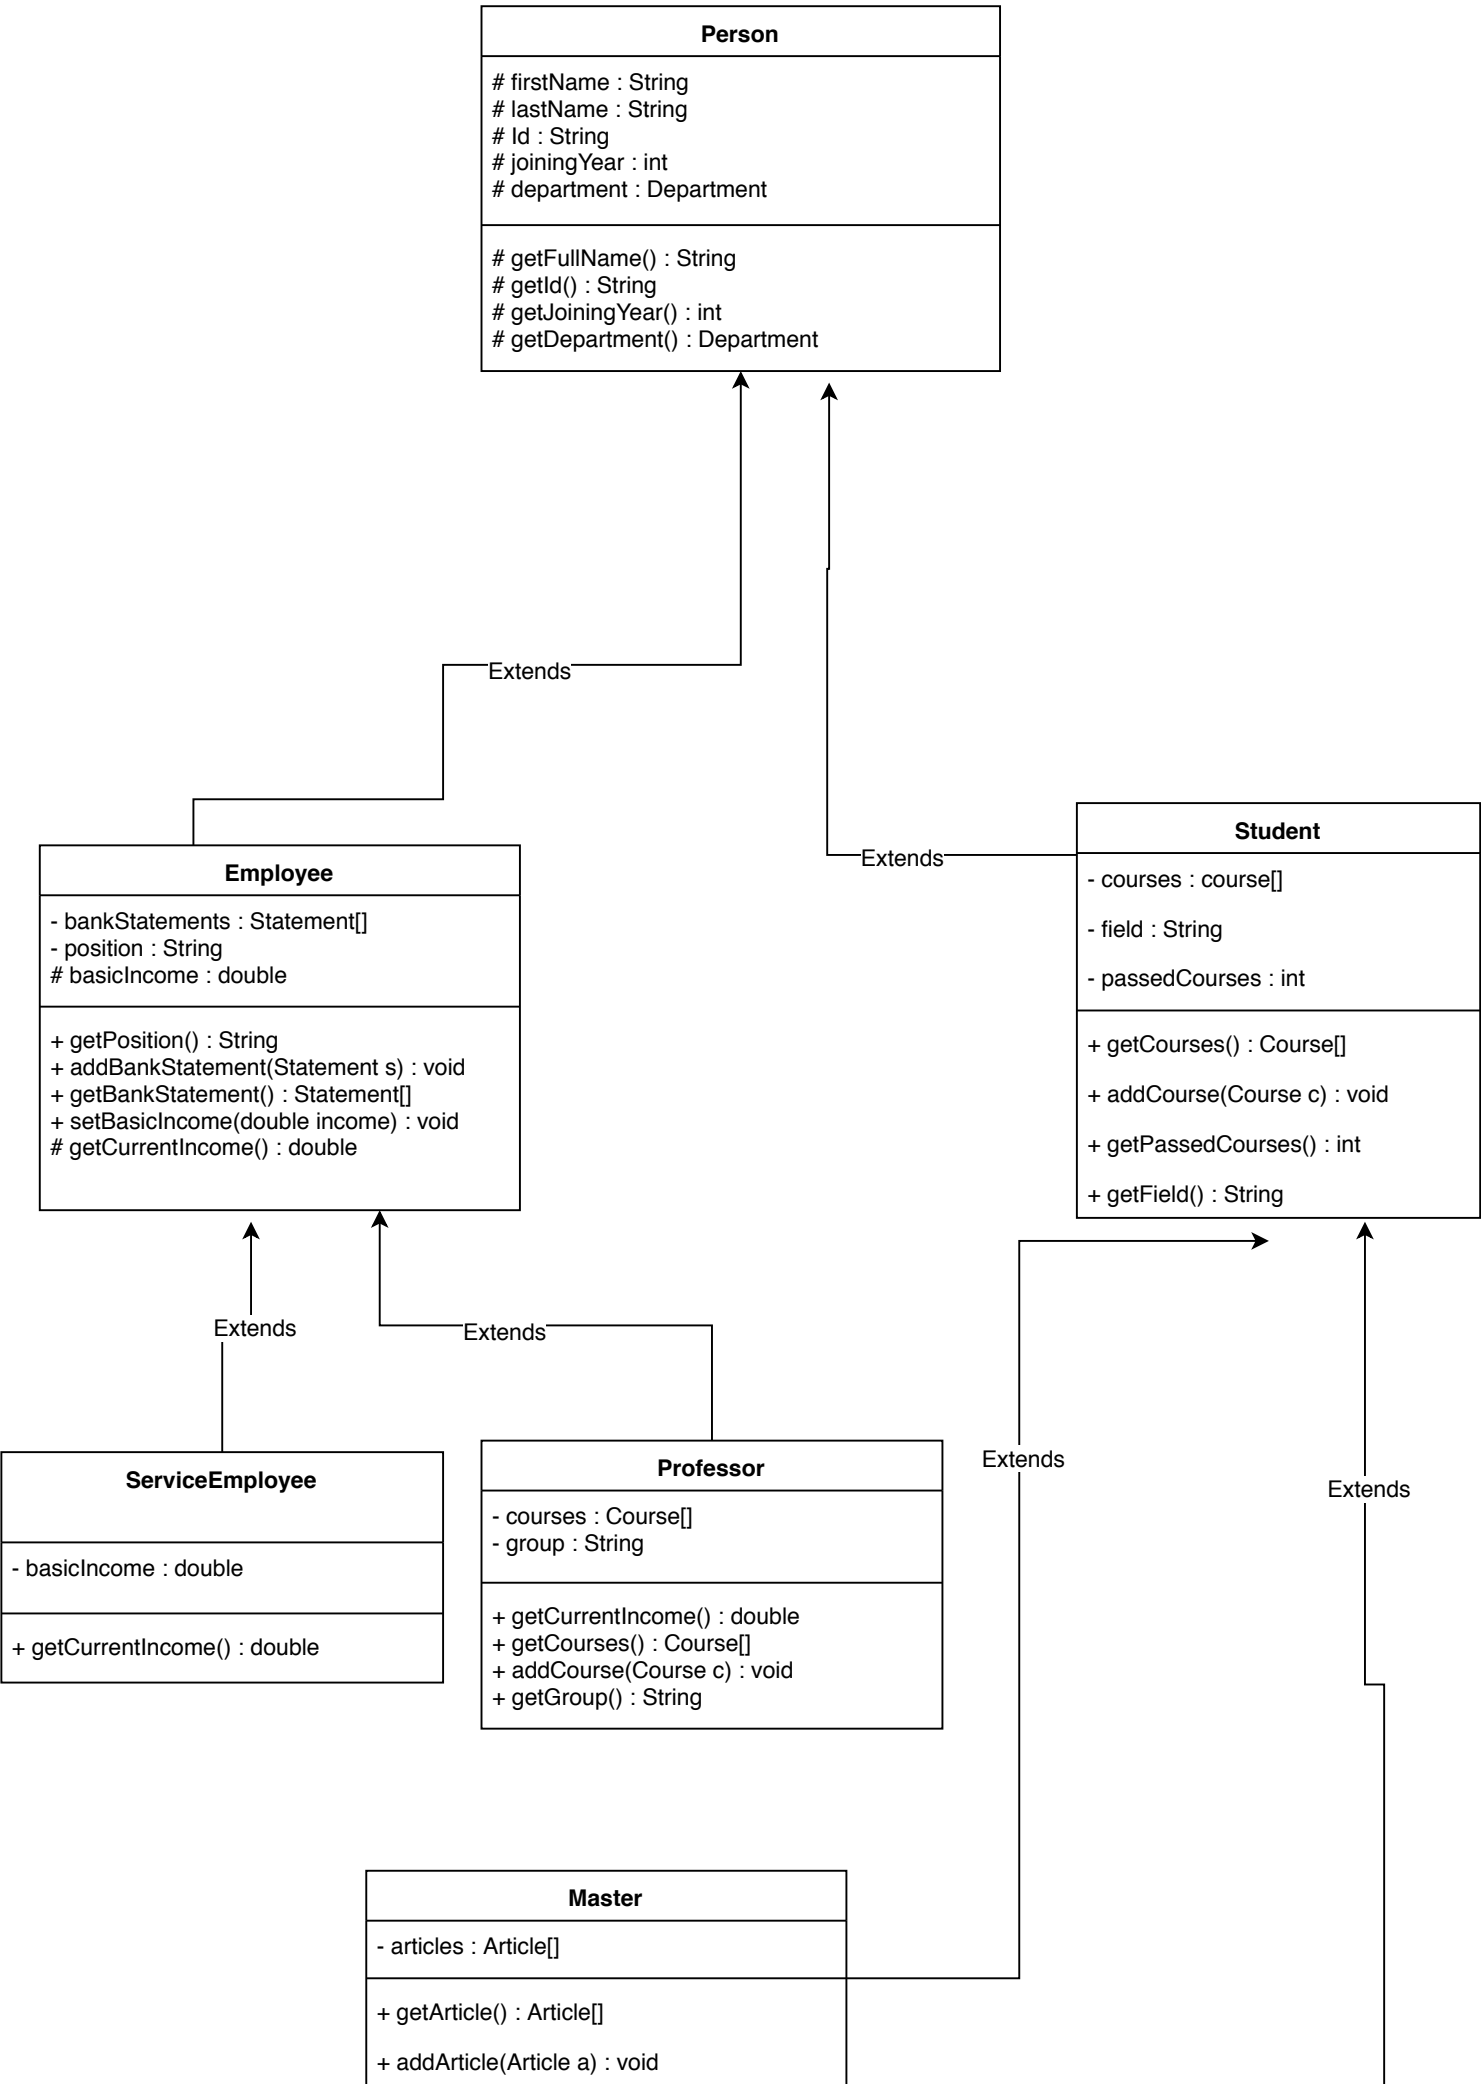 Person
# firstName : String
# lastName : String
# Id : String
# joiningYear : int
# department : Department
# getFullName() : String
# getId() : String
# getJoiningYear() : int
# getDepartment() : Department
Extends
Extends
Employee
- bankStatements : Statement[]
- position : String
# basicIncome : double
+ getPosition() : String
+ addBankStatement(Statement s) : void
+ getBankStatement() : Statement[]
+ setBasicIncome(double income) : void
# getCurrentIncome() : double
Student
- courses : course[]
- field : String
- passedCourses : int
+ getCourses() : Course[]
+ addCourse(Course c) : void
+ getPassedCourses() : int
+ getField() : String
Extends
Extends
Extends
Extends
ServiceEmployee
- basicIncome : double
+ getCurrentIncome() : double
Professor
- courses : Course[]
- group : String
+ getCurrentIncome() : double
+ getCourses() : Course[]
+ addCourse(Course c) : void
+ getGroup() : String
Master
- articles : Article[]
+ getArticle() : Article[]
+ addArticle(Article a) : void